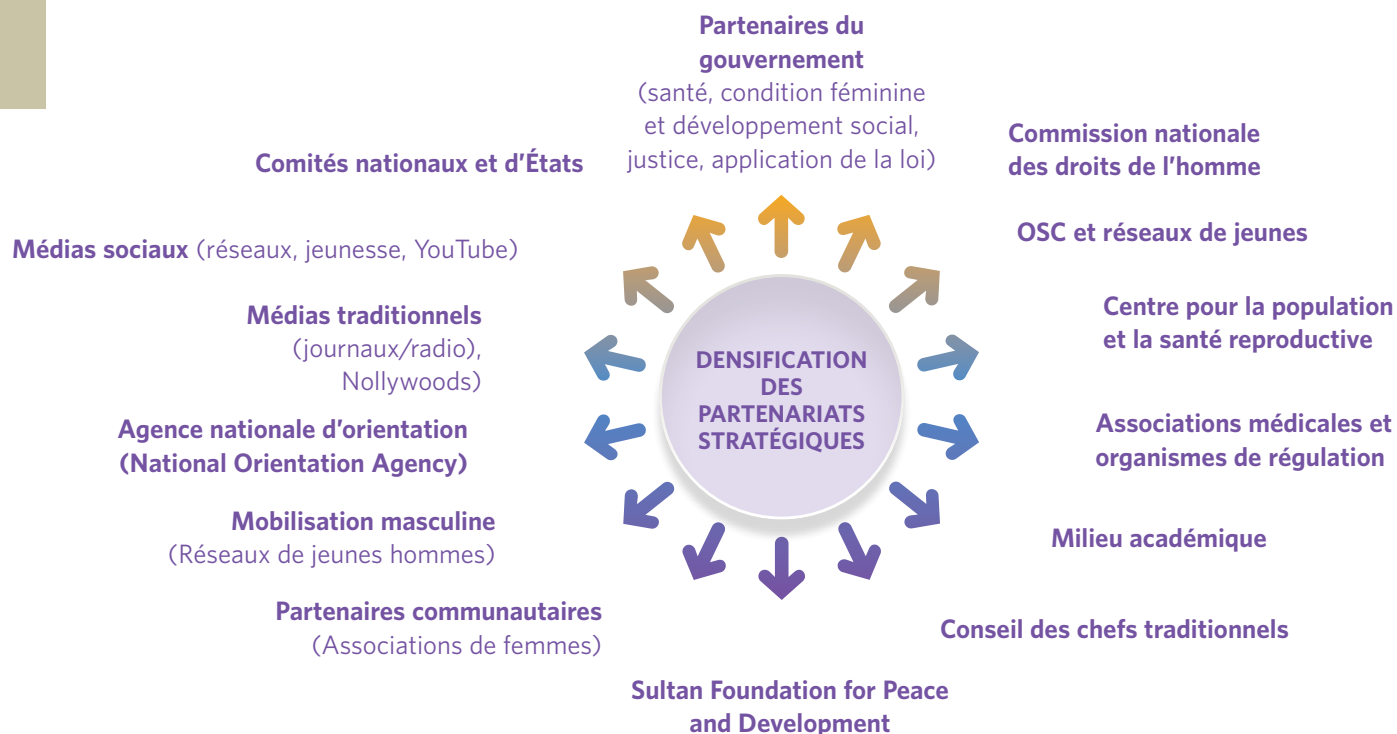 Partenaires du
gouvernement
(santé, condition féminine
et développement social,
justice, application de la loi)
Commission nationale
des droits de l'homme
OSC et réseaux de jeunes
Centre pour la population
et la santé reproductive
Associations médicales et
organismes de régulation
Milieu académique
Conseil des chefs traditionnels
Sultan Foundation for Peace
and Development
Partenaires communautaires
(Associations de femmes)
Mobilisation masculine
(Réseaux de jeunes hommes)
Agence nationale d'orientation
(National Orientation Agency)
Médias traditionnels
(journaux/radio),
Nollywoods)
Médias sociaux (réseaux, jeunesse, YouTube)
Comités nationaux et d'États
DENSIFICATION
DES
PARTENARIATS
STRATÉGIQUES